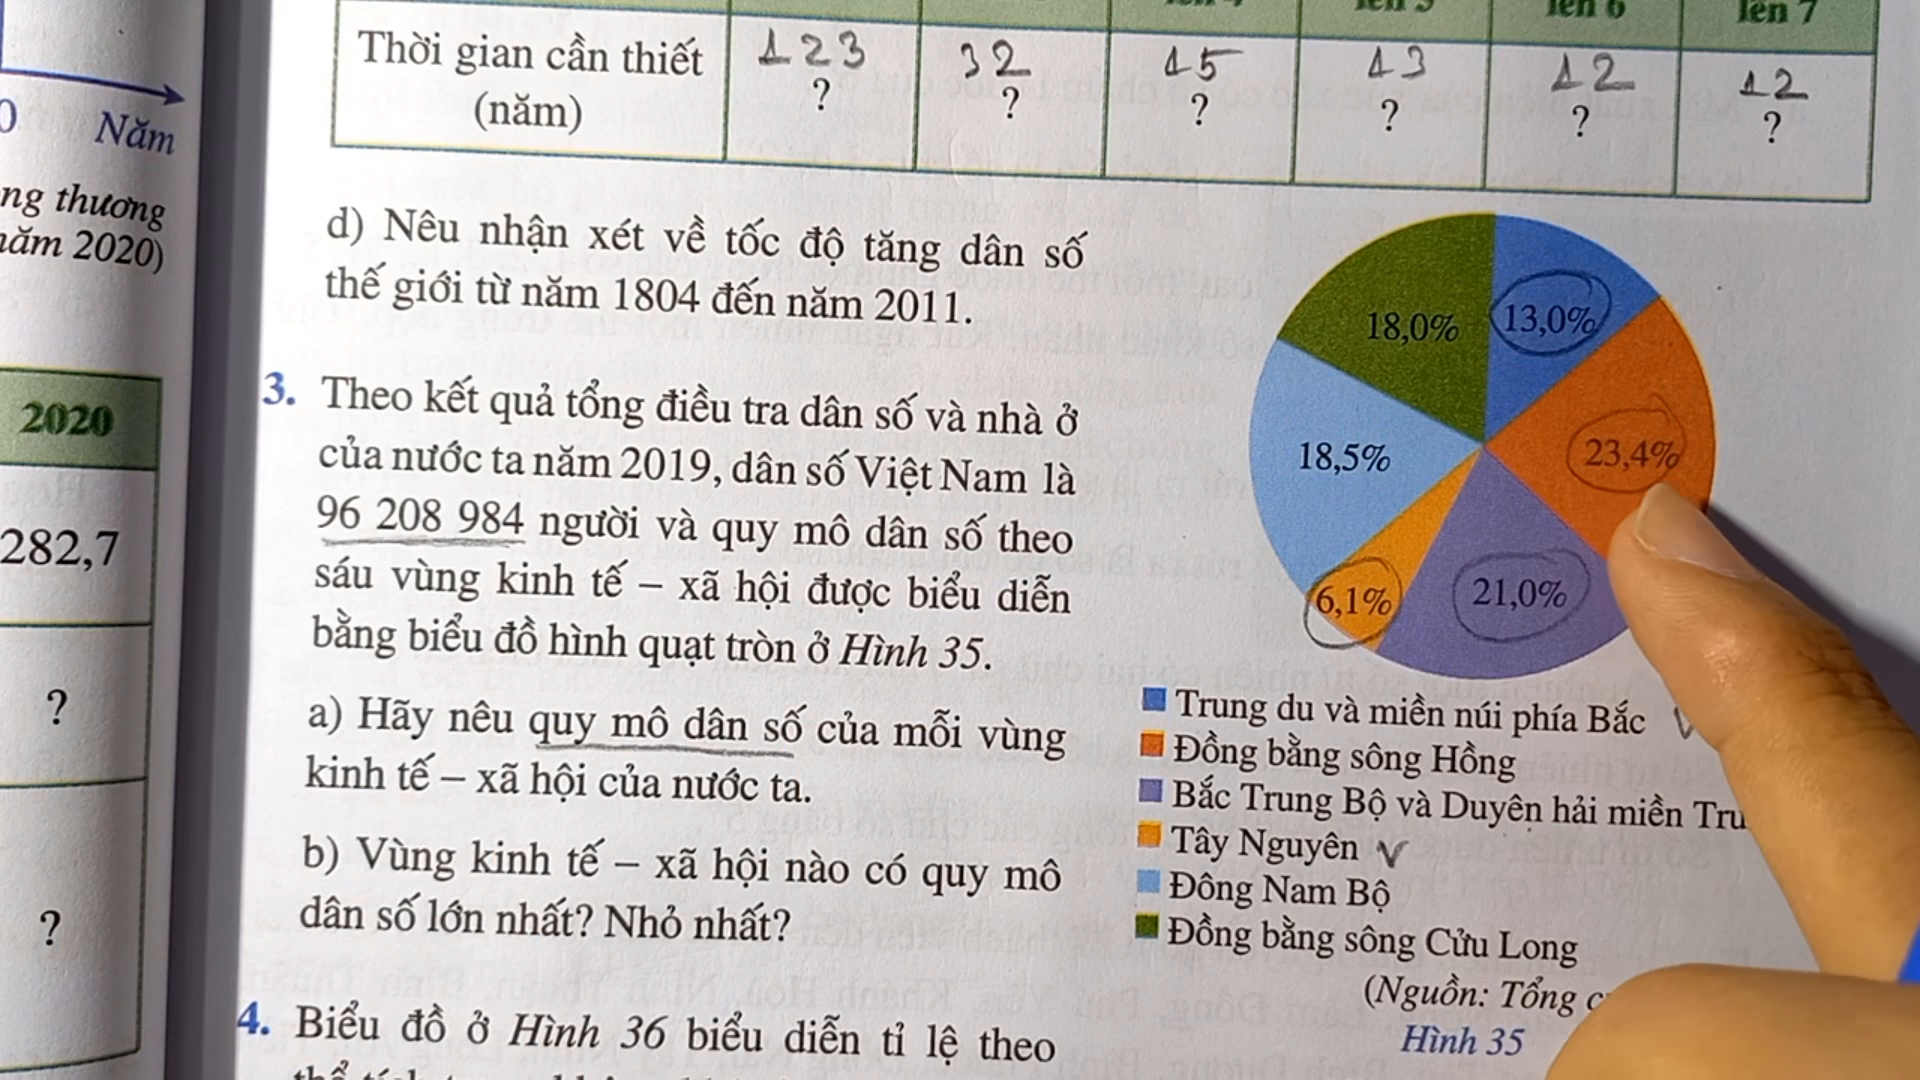 lên 6
lên 7
Thời gian cần thiết
(năm)
123
32
15
13
12
12
?
?
?
?
?
?
0
Năm
ng thương
năm 2020)
2020
282,7
?
?
d) Nêu nhận xét về tốc độ tăng dân số
thế giới từ năm 1804 đến năm 2011.
3. Theo kết quả tổng điều tra dân số và nhà ở
của nước ta năm 2019, dân số Việt Nam là
96 208 984 người và quy mô dân số theo
sáu vùng kinh tế – xã hội được biểu diễn
bằng biểu đồ hình quạt tròn ở Hình 35.
a) Hãy nêu quy mô dân số của mỗi vùng
kinh tế – xã hội của nước ta.
b) Vùng kinh tế – xã hội nào có quy mô
dân số lớn nhất? Nhỏ nhất?
4. Biểu đồ ở Hình 36 biểu diễn tỉ lệ theo
18,0%
13,0%
23,4%
18,5%
6,1%
21,0%
Trung du và miền núi phía Bắc
Đồng bằng sông Hồng
Bắc Trung Bộ và Duyên hải miền Tru
Tây Nguyên
Đông Nam Bộ
Đồng bằng sông Cửu Long
(Nguồn: Tổng c
Hình 35